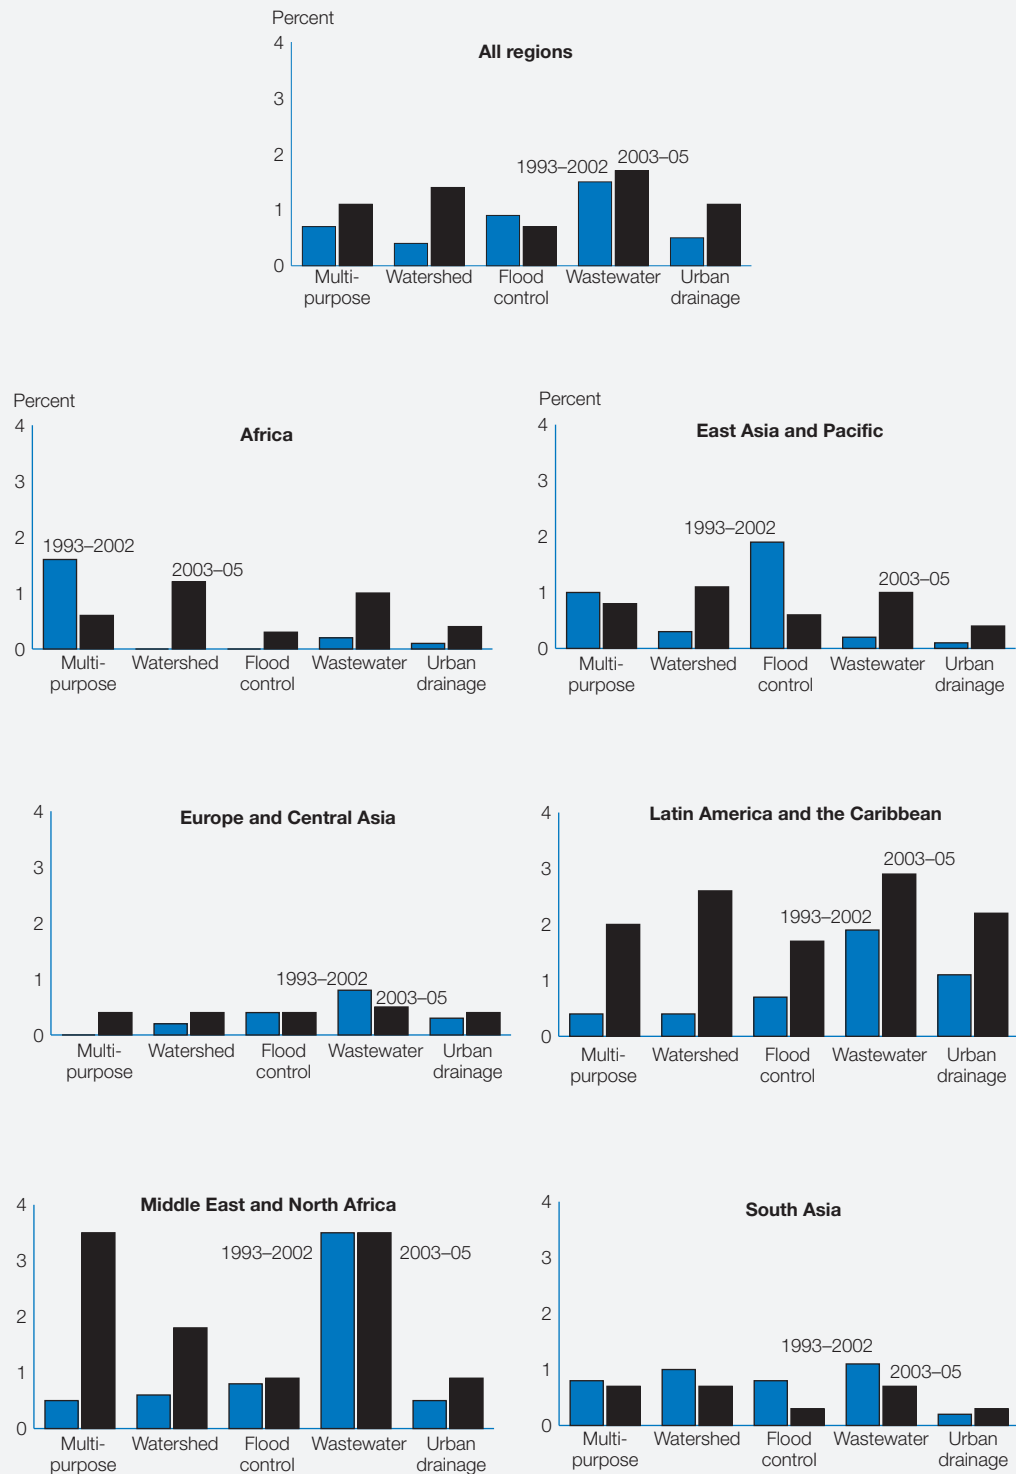 Percent
All regions
4
3
2
1
0
1993–2002
2003–05
Multi-
purpose
Watershed
Flood
control
Wastewater
Urban
drainage
Percent
Africa
4
3
2
1
0
1993–2002
2003–05
Multi-
purpose
Watershed
Flood
control
Wastewater
Urban
drainage
Percent
East Asia and Pacific
4
3
2
1
0
1993–2002
2003–05
Multi-
purpose
Watershed
Flood
control
Wastewater
Urban
drainage
Europe and Central Asia
4
3
2
1
0
1993–2002
2003–05
Multi-
purpose
Watershed
Flood
control
Wastewater
Urban
drainage
Latin America and the Caribbean
4
3
2
1
0
2003–05
1993–2002
Multi-
purpose
Watershed
Flood
control
Wastewater
Urban
drainage
Middle East and North Africa
4
3
2
1
0
1993–2002
2003–05
Multi-
purpose
Watershed
Flood
control
Wastewater
Urban
drainage
South Asia
4
3
2
1
0
1993–2002
2003–05
Multi-
purpose
Watershed
Flood
control
Wastewater
Urban
drainage